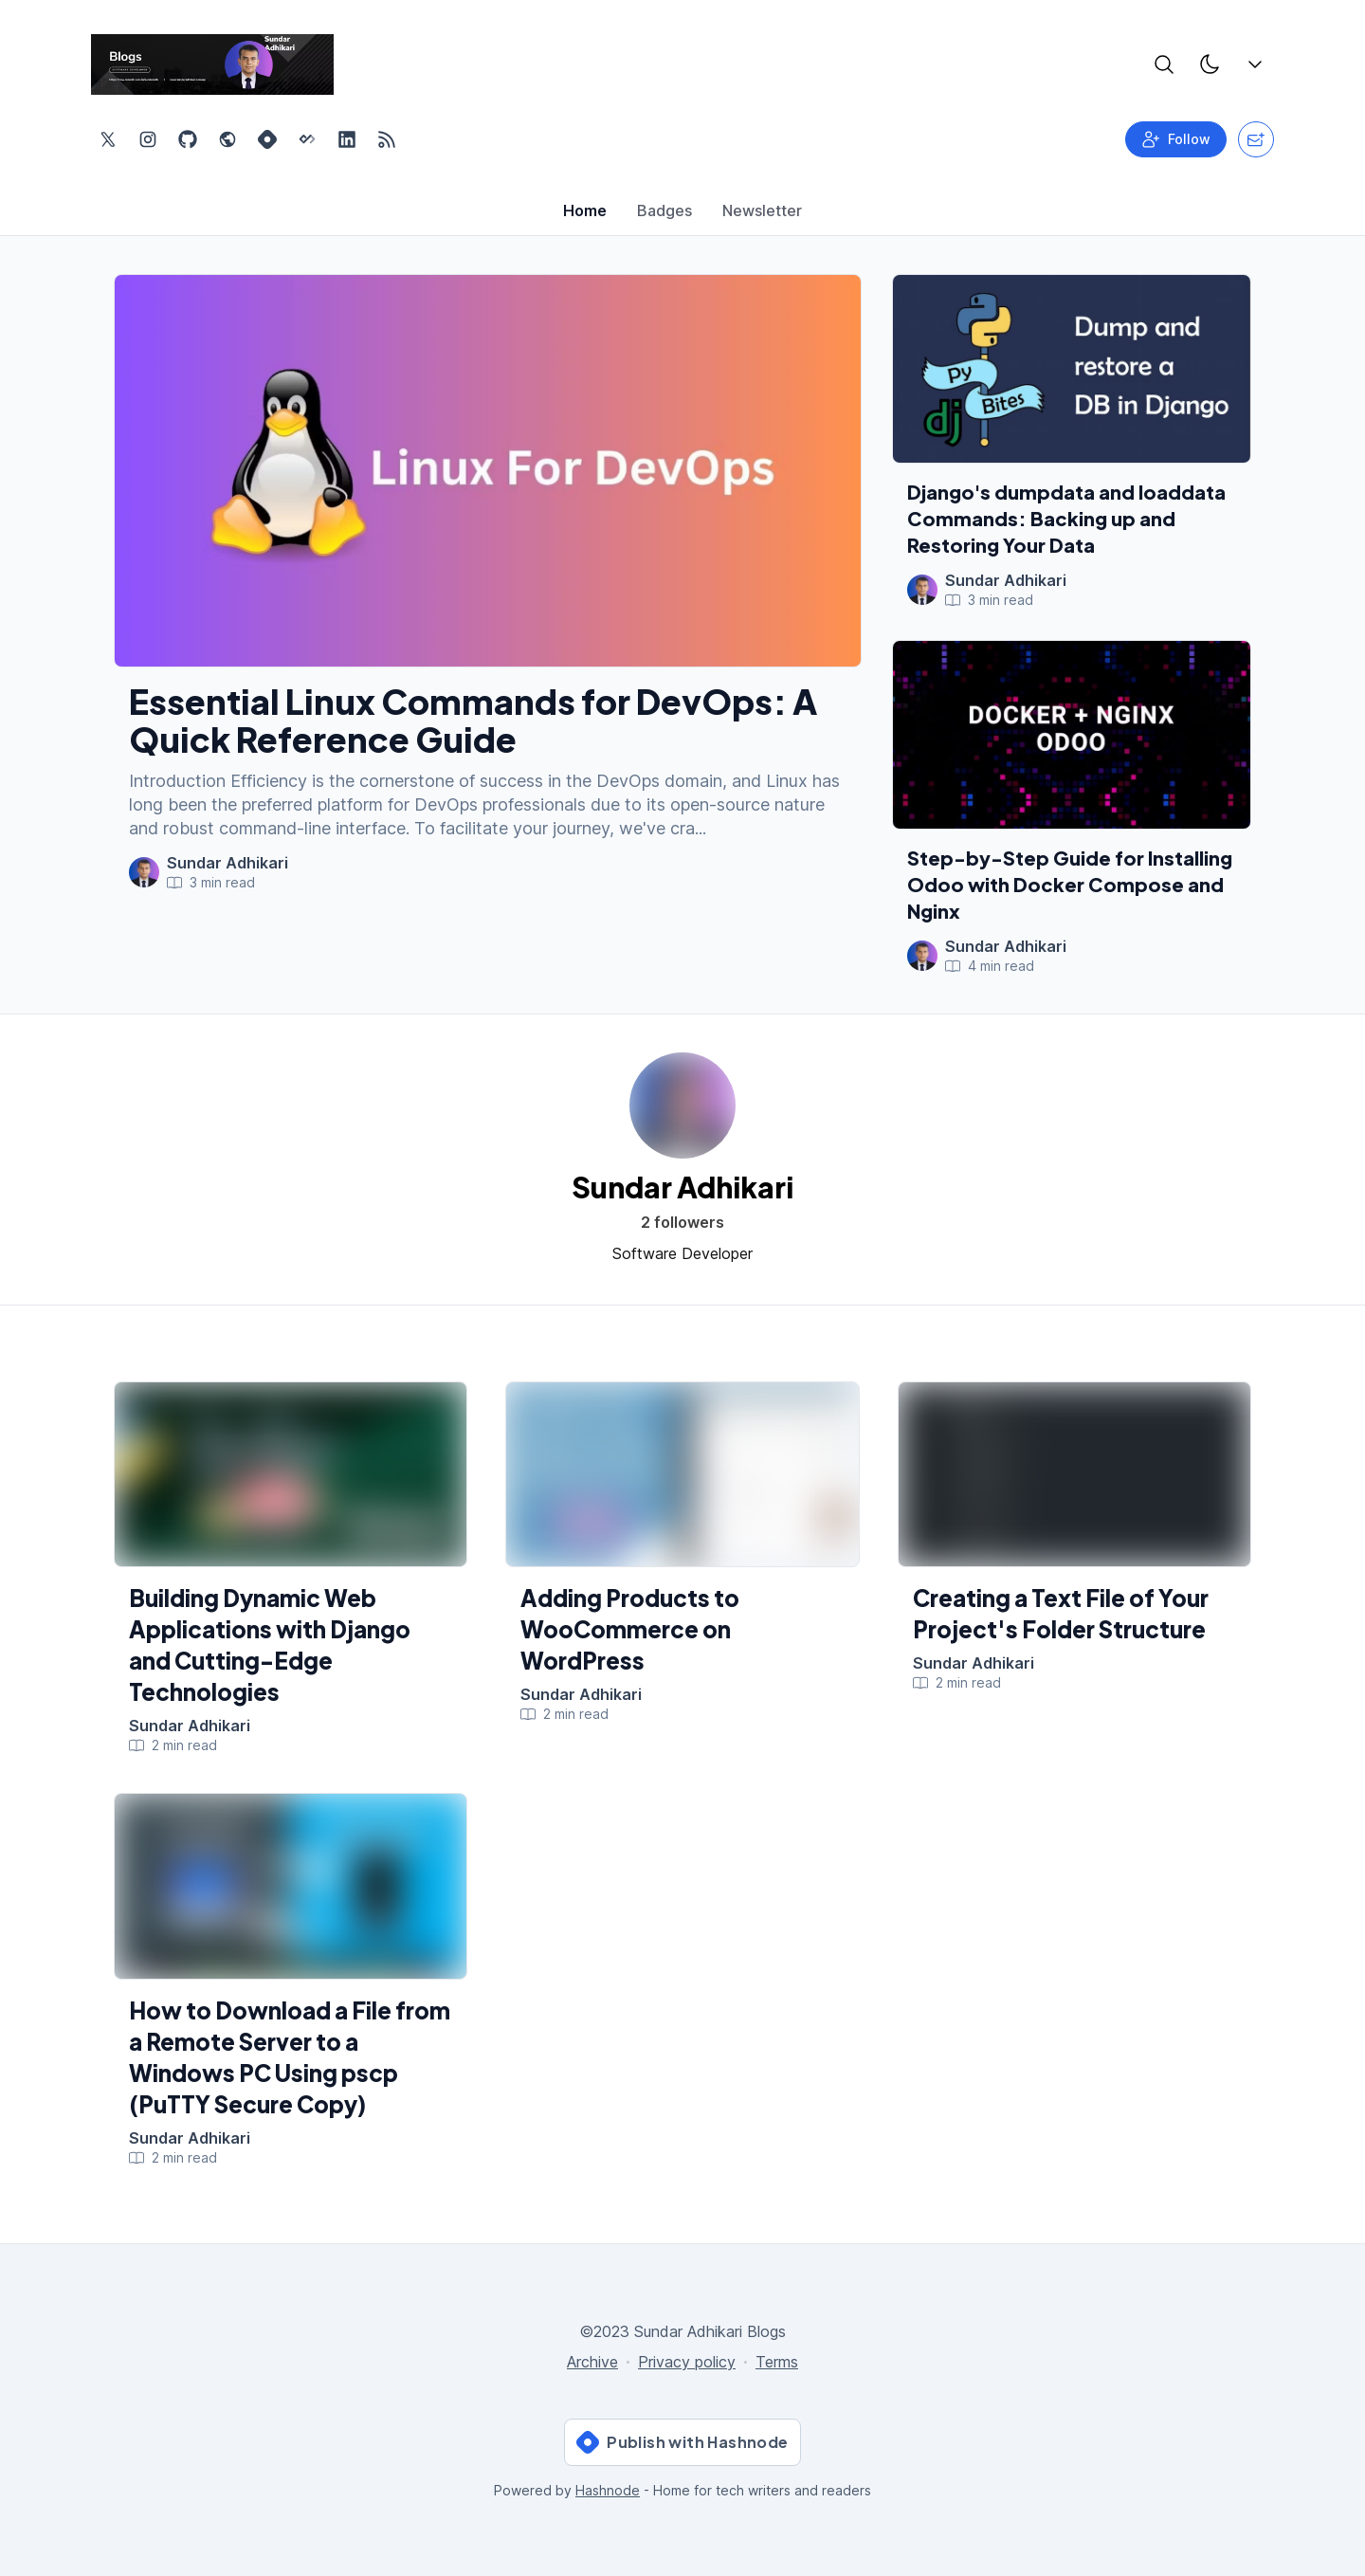 Blogs
Sundar
Adhikari
Follow
Home
Badges
Newsletter
Linux For DevOps
Essential Linux Commands for DevOps: A
Quick Reference Guide
Introduction Efficiency is the cornerstone of success in the DevOps domain, and Linux has
long been the preferred platform for DevOps professionals due to its open-source nature
and robust command-line interface. To facilitate your journey, we've cra...
Sundar Adhikari
3 min read
Py
Bites
dj
Dump and
restore a
DB in Django
Django's dumpdata and loaddata
Commands: Backing up and
Restoring Your Data
Sundar Adhikari
3 min read
DOCKER + NGINX
ODOO
Step-by-Step Guide for Installing
Odoo with Docker Compose and
Nginx
Sundar Adhikari
4 min read
Sundar Adhikari
2 followers
Software Developer
Building Dynamic Web
Applications with Django
and Cutting-Edge
Technologies
Sundar Adhikari
2 min read
Adding Products to
WooCommerce on
WordPress
Sundar Adhikari
2 min read
Creating a Text File of Your
Project's Folder Structure
Sundar Adhikari
2 min read
How to Download a File from
a Remote Server to a
Windows PC Using pscp
(PuTTY Secure Copy)
Sundar Adhikari
2 min read
©2023 Sundar Adhikari Blogs
Archive · Privacy policy · Terms
Publish with Hashnode
Powered by Hashnode - Home for tech writers and readers